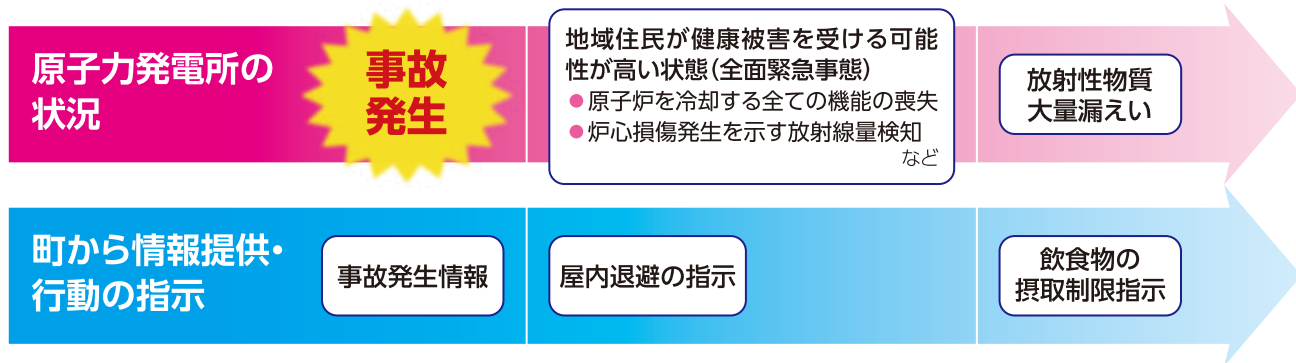 原子力発電所の
状況
事故
発生
地域住民が健康被害を受ける可能
性が高い状態(全面緊急事態)
●原子炉を冷却する全ての機能の喪失
●炉心損傷発生を示す放射線量検知
など
放射性物質
大量漏えい
町から情報提供・
行動の指示
事故発生情報
屋内退避の指示
飲食物の
摂取制限指示